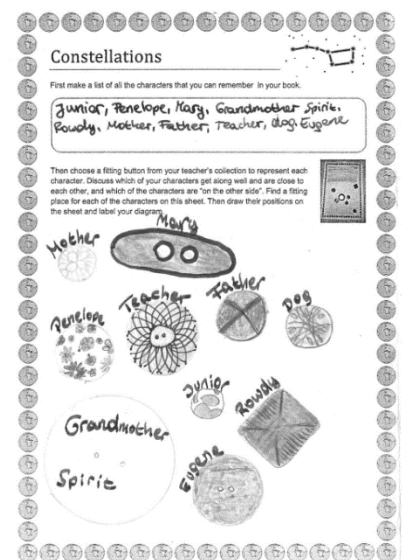 Constellations
First make a list of all the characters that you can remember in your book.
Junior, Penelope, Mary, Grandmother Spirit,
Rowdy, Mother, Father, Teacher, dog, Eugene
Then choose a fitting button from your teacher's collection to represent each
character. Discuss which of your characters get along well and are close to
each other, and which of the characters are "on the other side". Find a fitting
place for each of the characters on this sheet. Then draw their positions on
the sheet and label your diagram.
Mary
Mother
Father
Teacher
Dog
Penelope
Junior
Rowdy
Grandmother
Spirit
Eugene